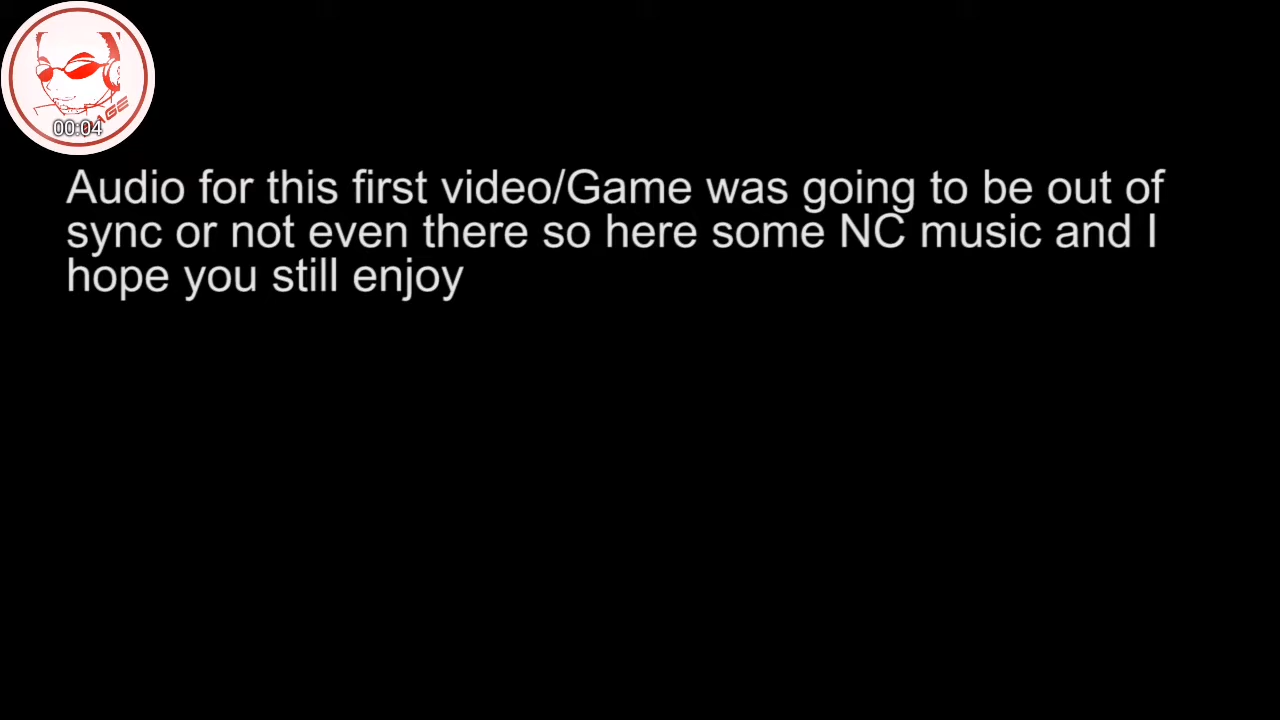 00:04
Audio for this first video/Game was going to be out of
sync or not even there so here some NC music and I
hope you still enjoy